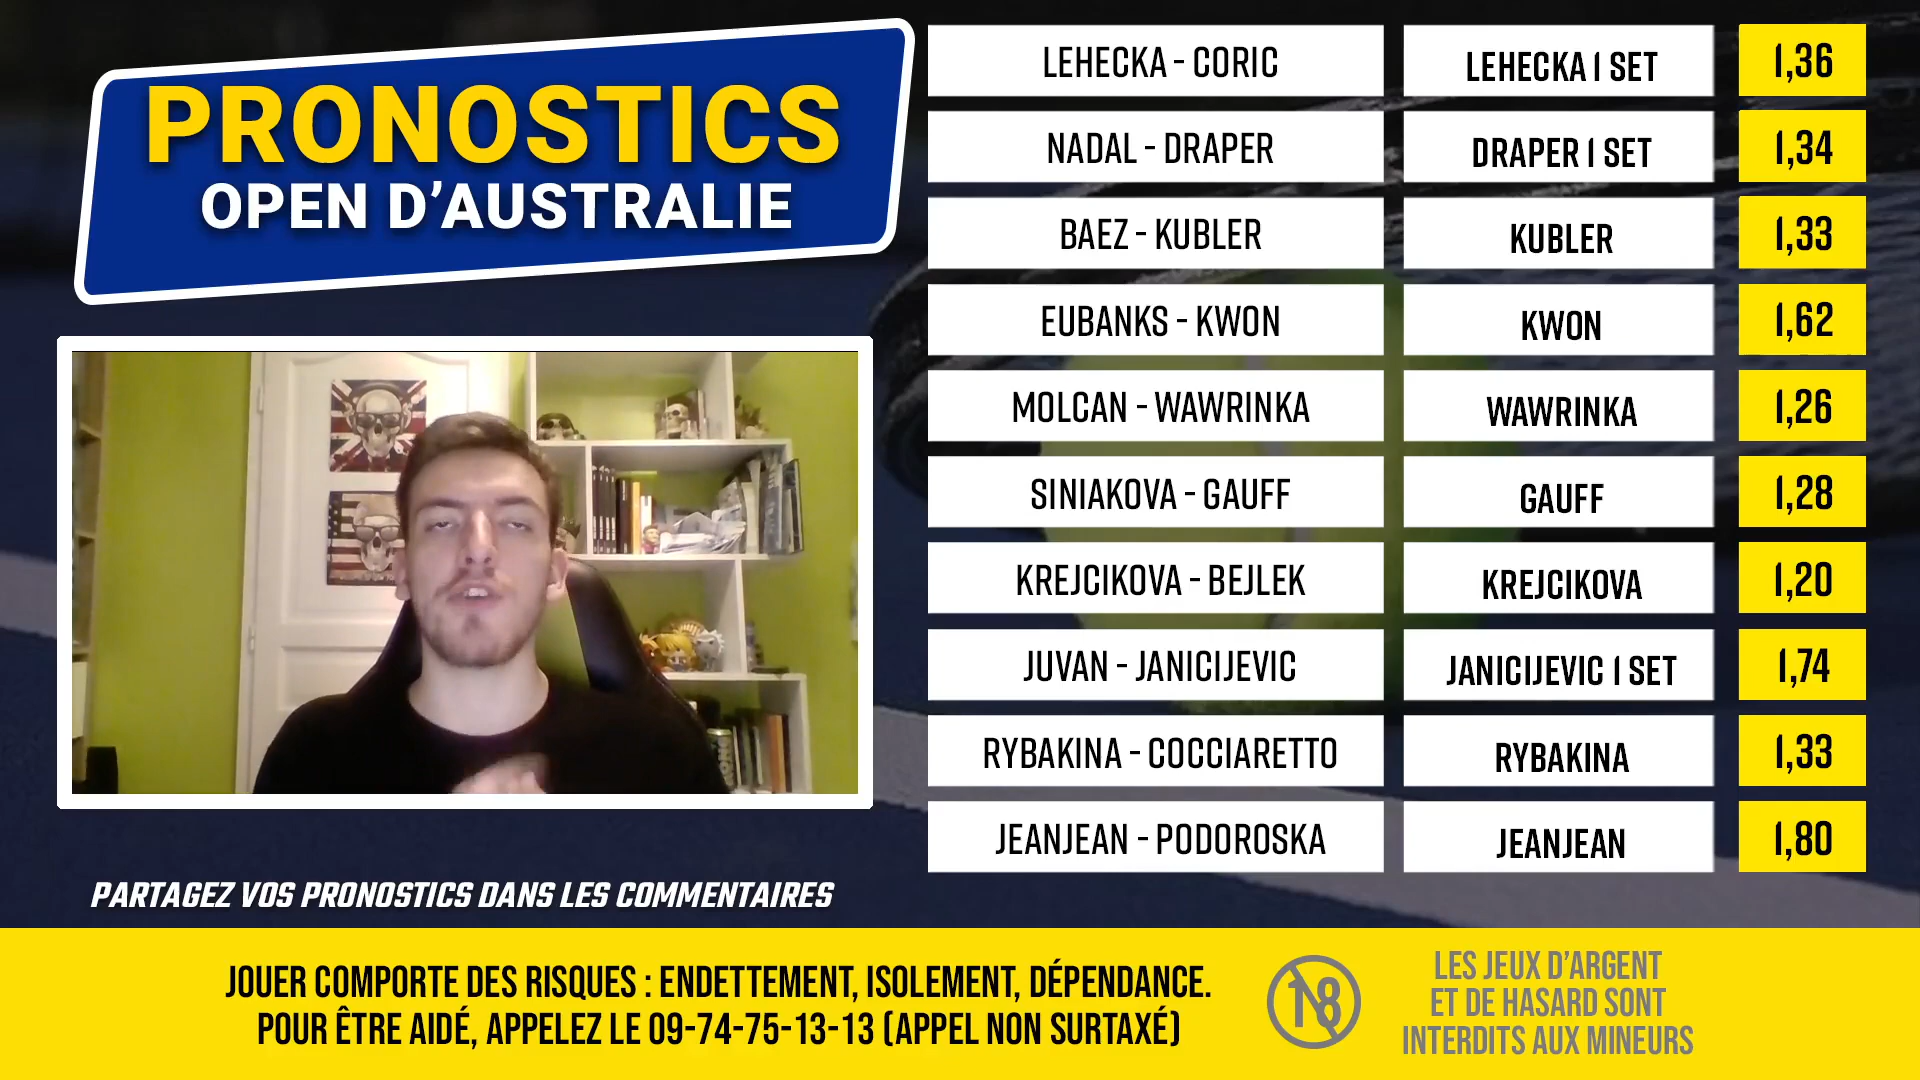 PRONOSTICS
OPEN D'AUSTRALIE
LEHECKA - CORIC LEHECKA 1 SET 1,36
NADAL - DRAPER DRAPER 1 SET 1,34
BAEZ - KUBLER KUBLER 1,33
EUBANKS - KWON KWON 1,62
MOLCAN - WAWRINKA WAWRINKA 1,26
SINIAKOVA - GAUFF GAUFF 1,28
KREJCIKOVA - BEJLEK KREJCIKOVA 1,20
JUVAN - JANICIJEVIC JANICIJEVIC 1 SET 1,74
RYBAKINA - COCCIARETTO RYBAKINA 1,33
JEANJEAN - PODOROSKA JEANJEAN 1,80
PARTAGEZ VOS PRONOSTICS DANS LES COMMENTAIRES
JOUER COMPORTE DES RISQUES : ENDETTEMENT, ISOLEMENT, DÉPENDANCE.
POUR ÊTRE AIDÉ, APPELEZ LE 09-74-75-13-13 (APPEL NON SURTAXÉ)
18
LES JEUX D'ARGENT
ET DE HASARD SONT
INTERDITS AUX MINEURS